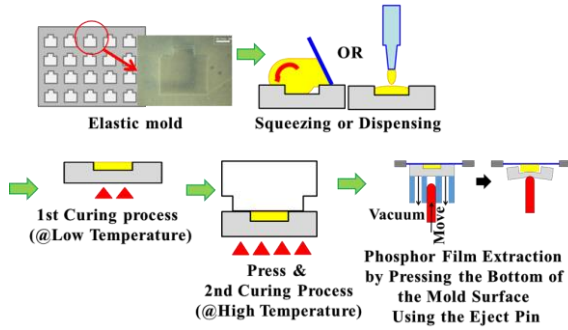 Elastic mold
OR
Squeezing or Dispensing
1st Curing process
(@Low Temperature)
Press &
2nd Curing Process
(@High Temperature)
Vacuum
Move
Phosphor Film Extraction
by Pressing the Bottom of
the Mold Surface
Using the Eject Pin